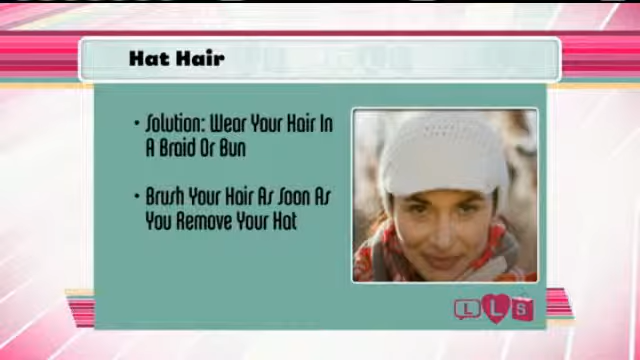 Hat Hair
• Solution: Wear Your Hair In
A Braid Or Bun
• Brush Your Hair As Soon As
You Remove Your Hat
L L S